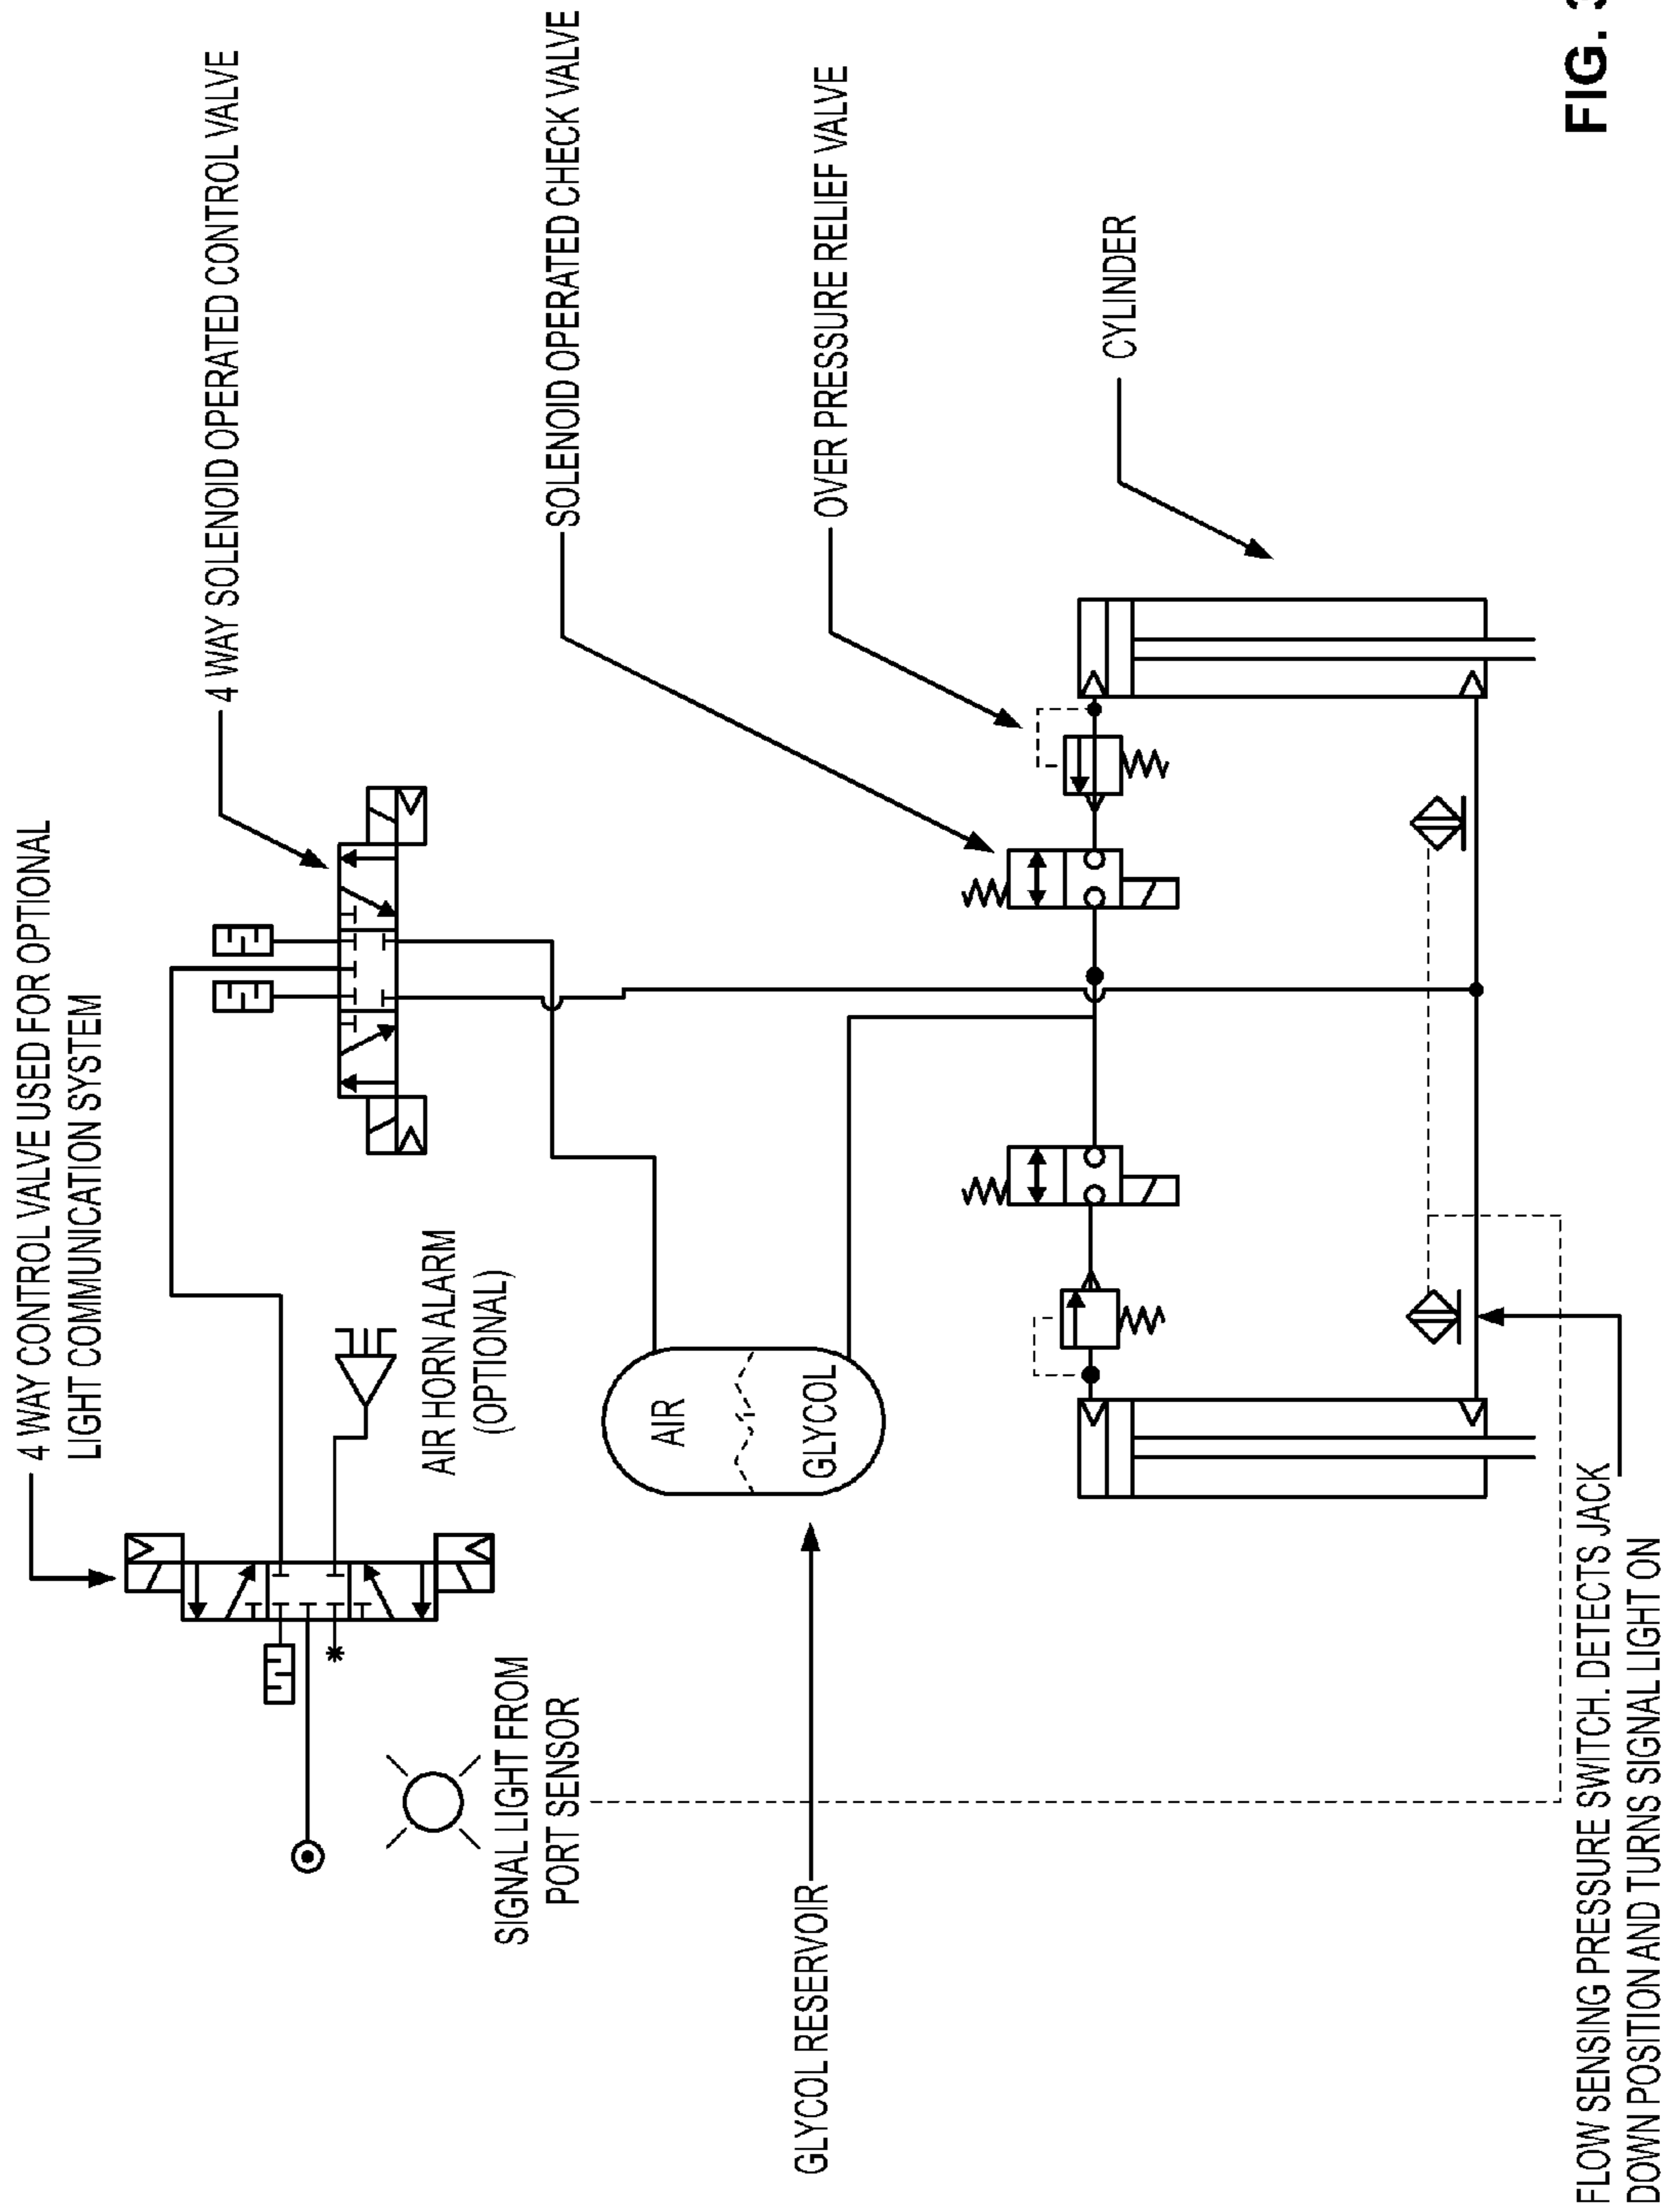 4 WAY CONTROL VALVE USED FOR OPTIONAL
LIGHT COMMUNICATION SYSTEM
4 WAY SOLENOID OPERATED CONTROL VALVE
AIR HORN ALARM
(OPTIONAL)
SIGNAL LIGHT FROM
PORT SENSOR
SOLENOID OPERATED CHECK VALVE
AIR
GLYCOL
GLYCOL RESERVOIR
OVER PRESSURE RELIEF VALVE
CYLINDER
FLOW SENSING PRESSURE SWITCH. DETECTS JACK
DOWN POSITION AND TURNS SIGNAL LIGHT ON
FIG.